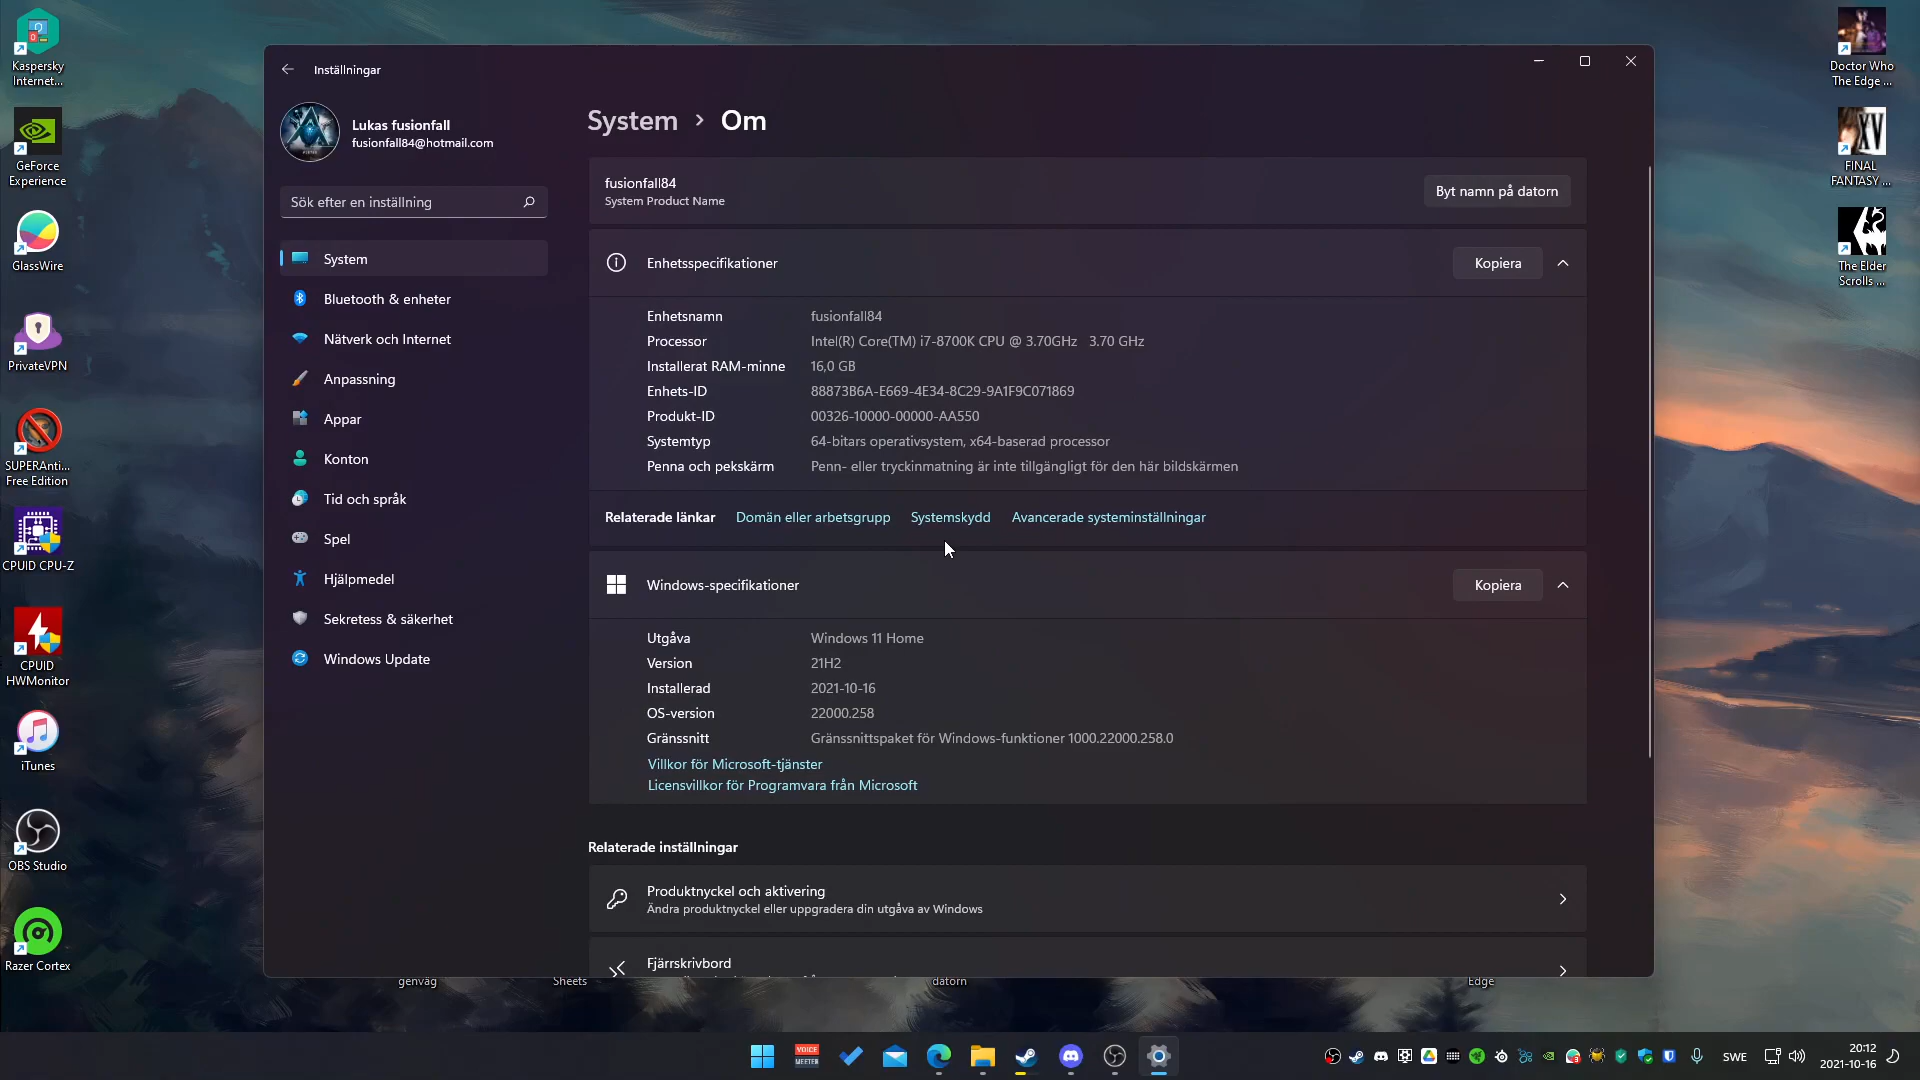 Kaspersky
Internet...
GeForce
Experience
GlassWire
PrivateVPN
SUPERAnti...
Free Edition
CPUID CPU-Z
CPUID
HWMonitor
iTunes
OBS Studio
Razer Cortex
Inställningar
Lukas fusionfall
fusionfall84@hotmail.com
Sök efter en inställning
System
Bluetooth & enheter
Nätverk och Internet
Anpassning
Appar
Konton
Tid och språk
Spel
Hjälpmedel
Sekretess & säkerhet
Windows Update
System > Om
fusionfall84
System Product Name
Byt namn på datorn
Enhetsspecifikationer
Kopiera
Enhetsnamn fusionfall84
Processor Intel(R) Core(TM) i7-8700K CPU @ 3.70GHz 3.70 GHz
Installerat RAM-minne 16,0 GB
Enhets-ID 88873B6A-E669-4E34-8C29-9A1F9C071869
Produkt-ID 00326-10000-00000-AA550
Systemtyp 64-bitars operativsystem, x64-baserad processor
Penna och pekskärm Penn- eller tryckinmatning är inte tillgängligt för den här bildskärmen
Relaterade länkar Domän eller arbetsgrupp Systemskydd Avancerade systeminställningar
Windows-specifikationer
Kopiera
Utgåva Windows 11 Home
Version 21H2
Installerad 2021-10-16
OS-version 22000.258
Gränssnitt Gränssnittspaket för Windows-funktioner 1000.22000.258.0
Villkor för Microsoft-tjänster
Licensvillkor för Programvara från Microsoft
Relaterade inställningar
Produktnyckel och aktivering
Ändra produktnyckel eller uppgradera din utgåva av Windows
Fjärrskrivbord
genväg
Sheets
datorn
Edge
Doctor Who
The Edge ...
XV
FINAL
FANTASY ...
The Elder
Scrolls ...
VOICE
MEETER
SWE
20:12
2021-10-16